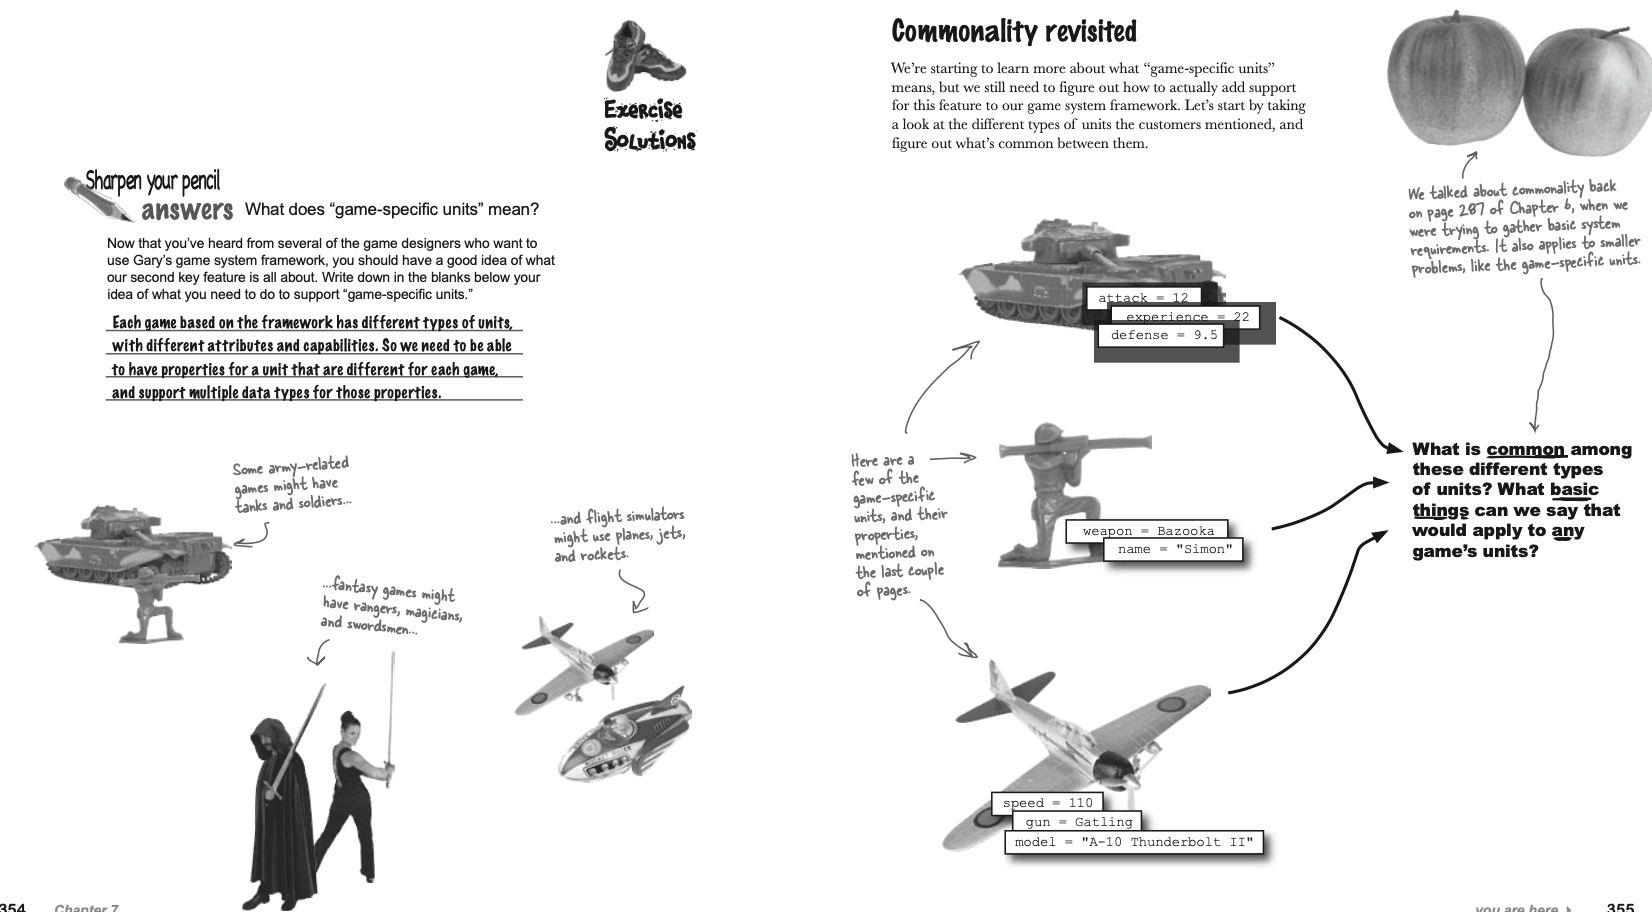 Exercise
Solutions
Sharpen your pencil
answers
What does “game-specific units” mean?
Now that you’ve heard from several of the game designers who want to
use Gary’s game system framework, you should have a good idea of what
our second key feature is all about. Write down in the blanks below your
idea of what you need to do to support “game-specific units.”
Each game based on the framework has different types of units,
with different attributes and capabilities. So we need to be able
to have properties for a unit that are different for each game,
and support multiple data types for those properties.
Some army-related
games might have
tanks and soldiers...
...and flight simulators
might use planes, jets,
and rockets.
...fantasy games might
have rangers, magicians,
and swordsmen...
354
Chapter 7
Commonality revisited
We’re starting to learn more about what “game-specific units”
means, but we still need to figure out how to actually add support
for this feature to our game system framework. Let’s start by taking
a look at the different types of units the customers mentioned, and
figure out what’s common between them.
We talked about commonality back
on page 287 of Chapter 6, when we
were trying to gather basic system
requirements. It also applies to smaller
problems, like the game-specific units.
attack = 12
experience = 22
defense = 9.5
Here are a
few of the
game-specific
units, and their
properties,
mentioned on
the last couple
of pages.
weapon = Bazooka
name = "Simon"
What is common among
these different types
of units? What basic
things can we say that
would apply to any
game’s units?
speed = 110
gun = Gatling
model = "A-10 Thunderbolt II"
you are here
355